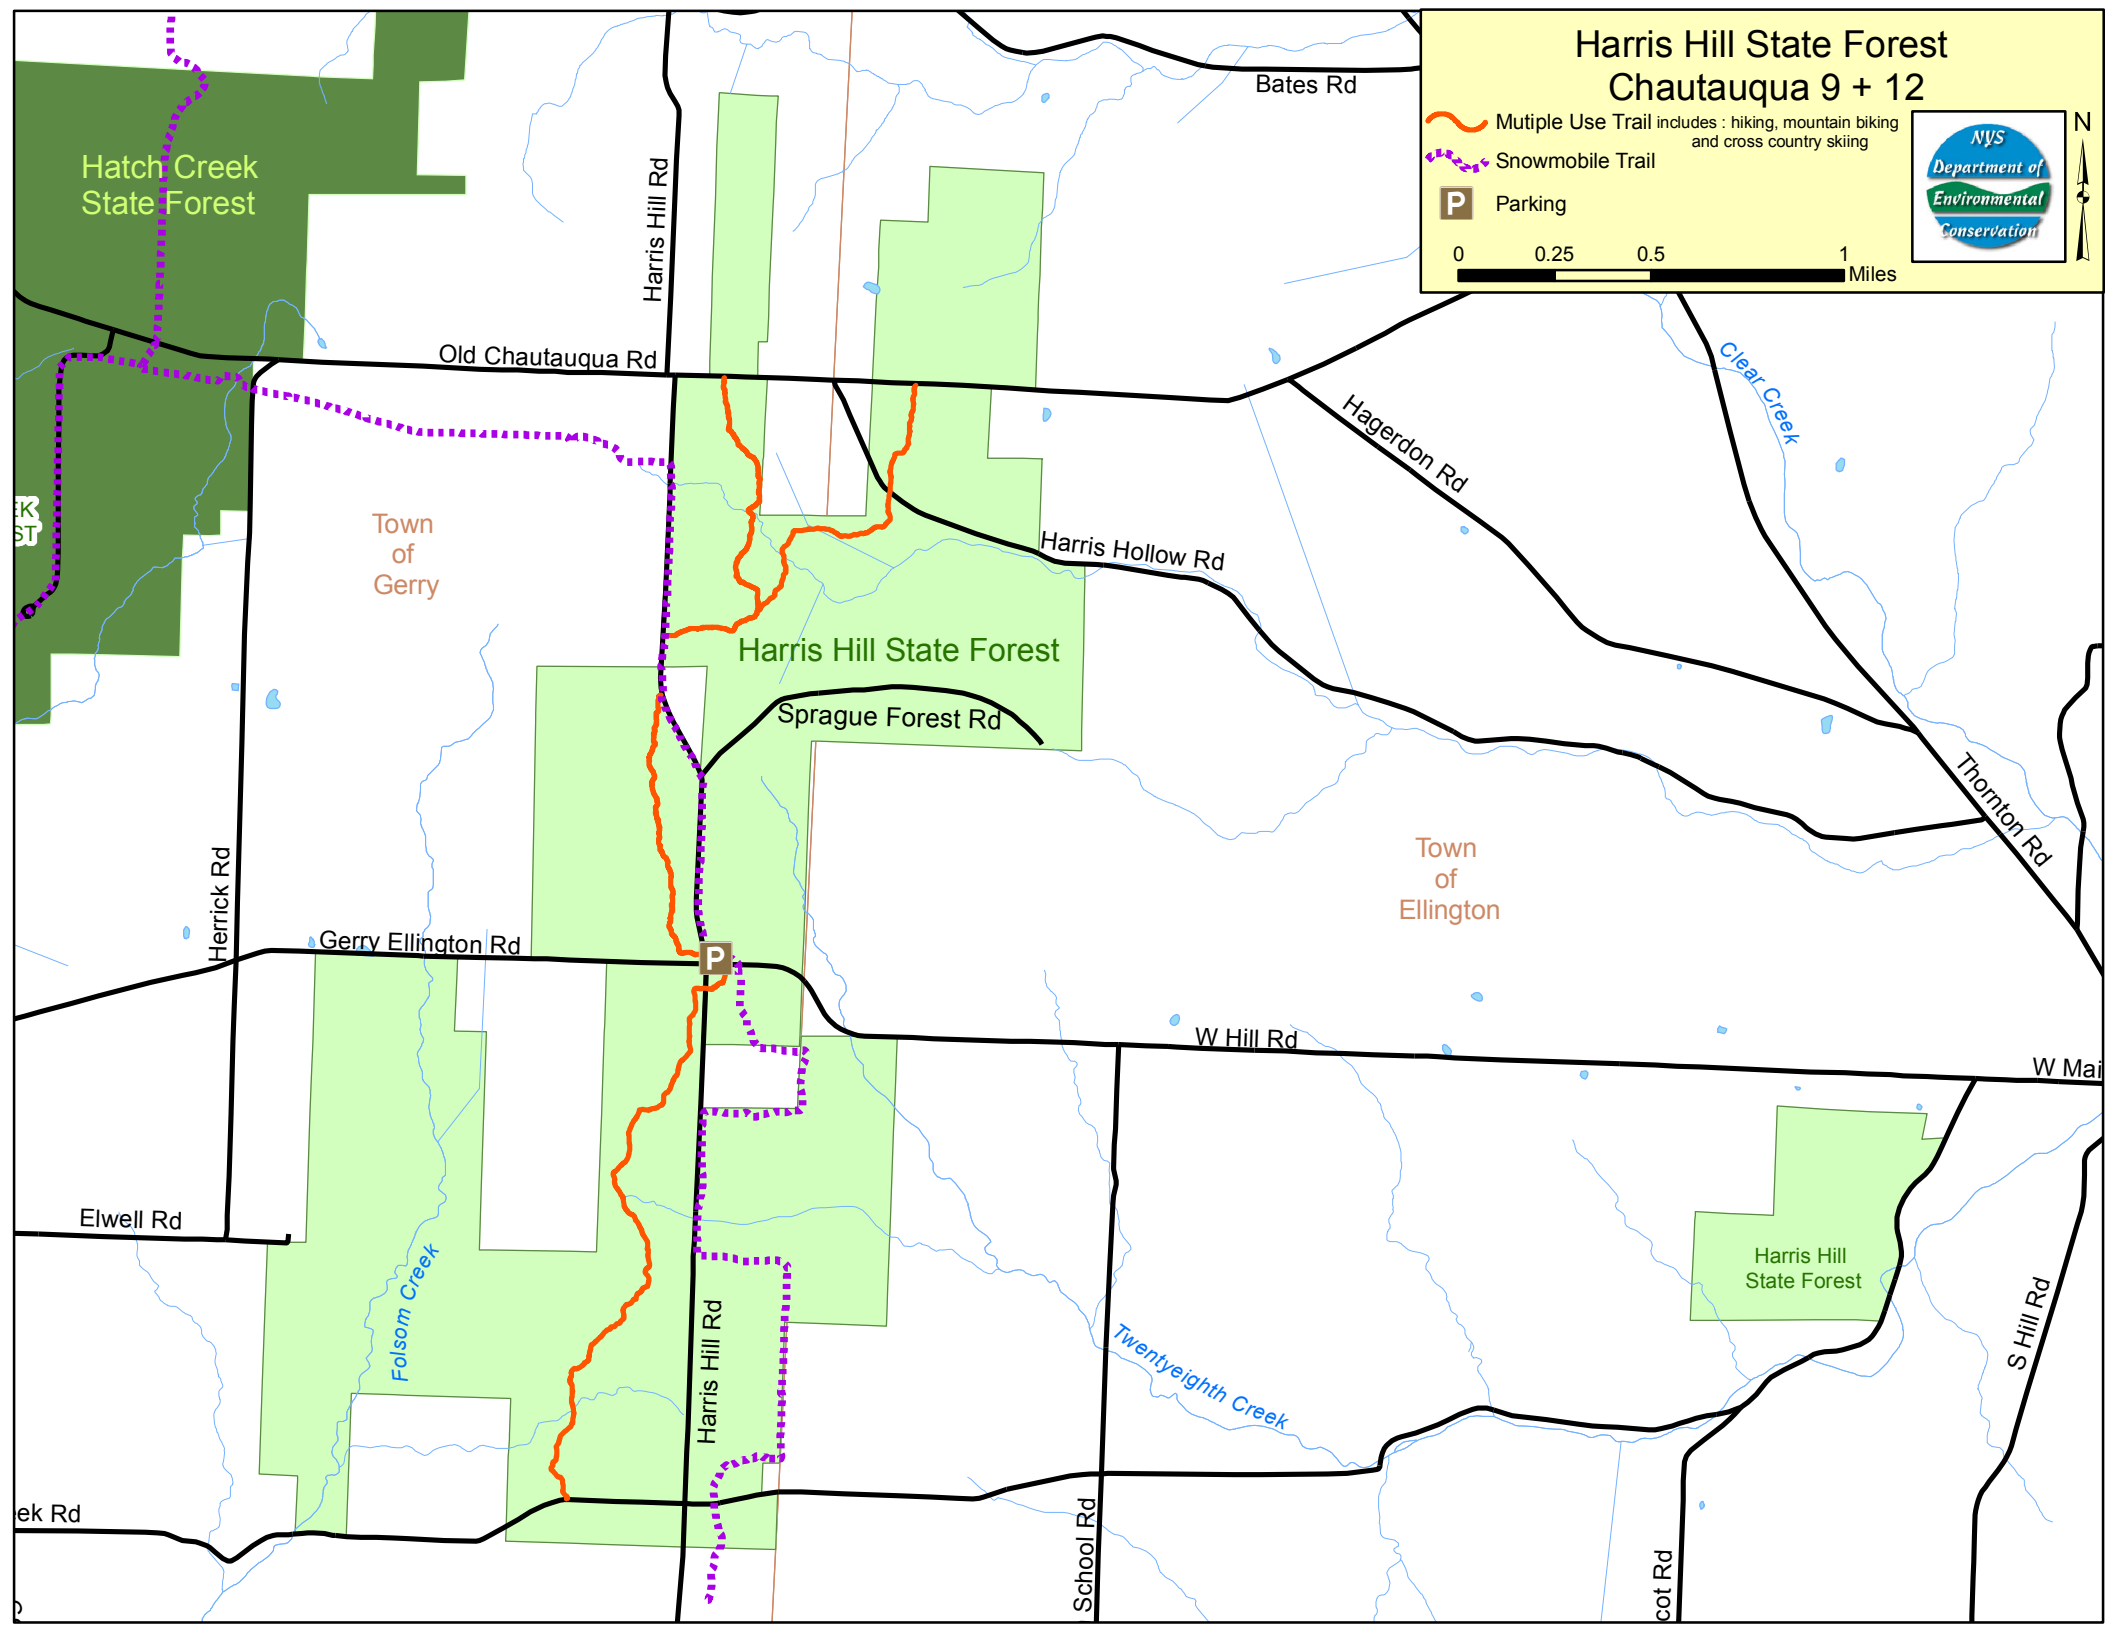 Harris Hill State Forest
Chautauqua 9 + 12
Mutiple Use Trail includes : hiking, mountain biking
and cross country skiing
Snowmobile Trail
P
Parking
0 0.25 0.5 1
Miles
NYS
Department of
Environmental
Conservation
N
Bates Rd
Hatch Creek
State Forest
Harris Hill Rd
Old Chautauqua Rd
Clear Creek
Hagerdon Rd
EK
ST
Town
of
Gerry
Harris Hollow Rd
Harris Hill State Forest
Sprague Forest Rd
Thornton Rd
Town
of
Ellington
Herrick Rd
Gerry Ellington Rd
P
W Hill Rd
W Mai
Elwell Rd
Folsom Creek
Harris Hill
State Forest
Harris Hill Rd
Twentyeighth Creek
S Hill Rd
ek Rd
School Rd
cot Rd